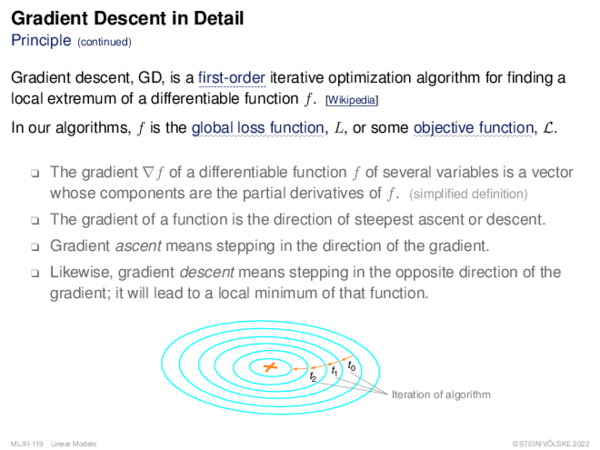 Gradient Descent in Detail
Principle (continued)
Gradient descent, GD, is a first-order iterative optimization algorithm for finding a
local extremum of a differentiable function f. [Wikipedia]
In our algorithms, f is the global loss function, L, or some objective function, ℒ.
❑ The gradient ∇f of a differentiable function f of several variables is a vector
whose components are the partial derivatives of f. (simplified definition)
❑ The gradient of a function is the direction of steepest ascent or descent.
❑ Gradient ascent means stepping in the direction of the gradient.
❑ Likewise, gradient descent means stepping in the opposite direction of the
gradient; it will lead to a local minimum of that function.
t₂ t₁ t₀
Iteration of algorithm
ML:III-119 Linear Models ©STEIN/VÖLSKE 2022